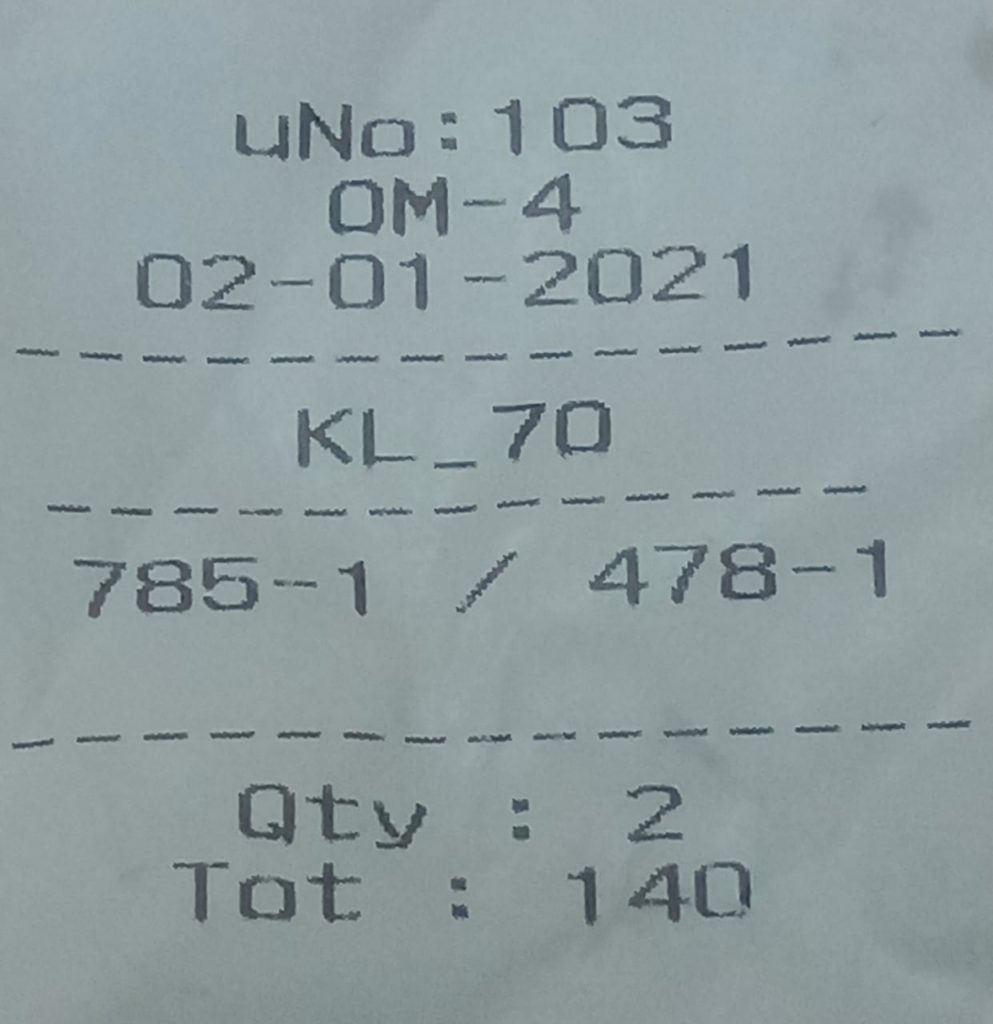 uNo:103
OM-4
02-01-2021
---------------
KL_70
-------------
785-1 / 478-1
---------------
Qty : 2
Tot : 140